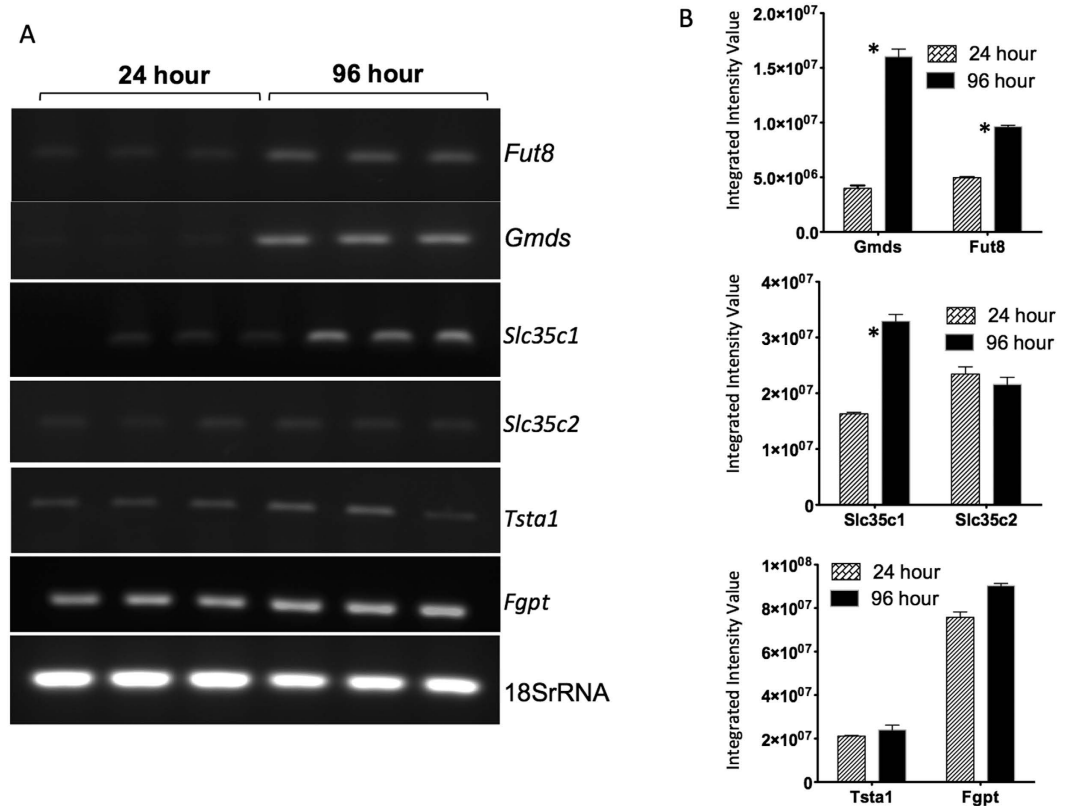 A
24 hour 96 hour
Fut8
Gmds
Slc35c1
Slc35c2
Tsta1
Fgpt
18SrRNA
B
Integrated Intensity Value
2.0×10⁰⁷
1.5×10⁰⁷
1.0×10⁰⁷
5.0×10⁰⁶
0.0
* *
24 hour
96 hour
Gmds Fut8
Integrated Intensity Value
4×10⁰⁷
3×10⁰⁷
2×10⁰⁷
1×10⁰⁷
0
*
24 hour
96 hour
Slc35c1 Slc35c2
Integrated Intensity Value
1×10⁰⁸
8×10⁰⁷
6×10⁰⁷
4×10⁰⁷
2×10⁰⁷
0
24 hour
96 hour
Tsta1 Fgpt